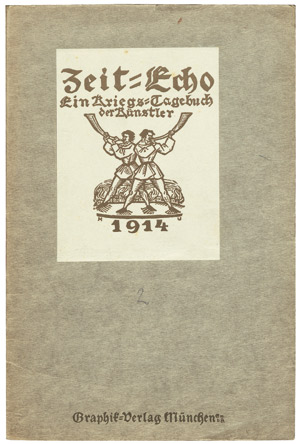 Zeit=Echo
Ein Kriegs=Tagebuch
der Künstler
1914
2
Graphik=Verlag München